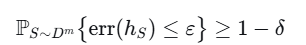 ℙ_{S∼D^m}{err(h_S) ≤ ε} ≥ 1 − δ